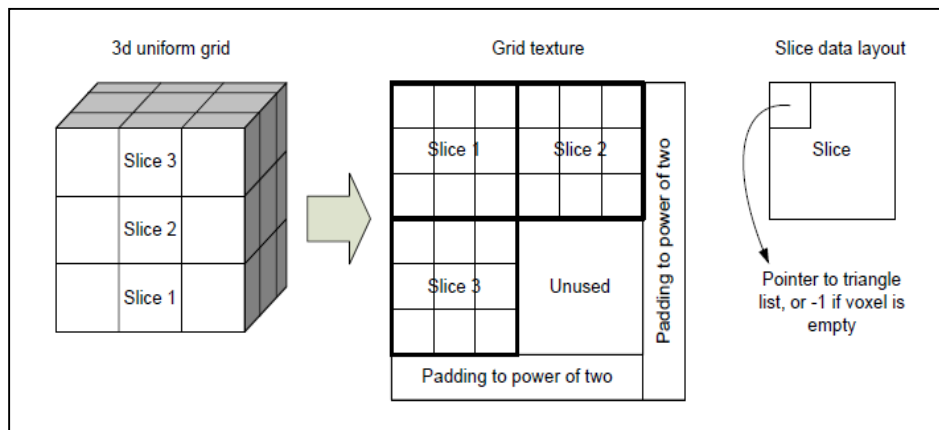 3d uniform grid
Slice 3
Slice 2
Slice 1
Grid texture
Slice 1
Slice 2
Slice 3
Unused
Padding to power of two
Padding to power of two
Slice data layout
Slice
Pointer to triangle
list, or -1 if voxel is
empty